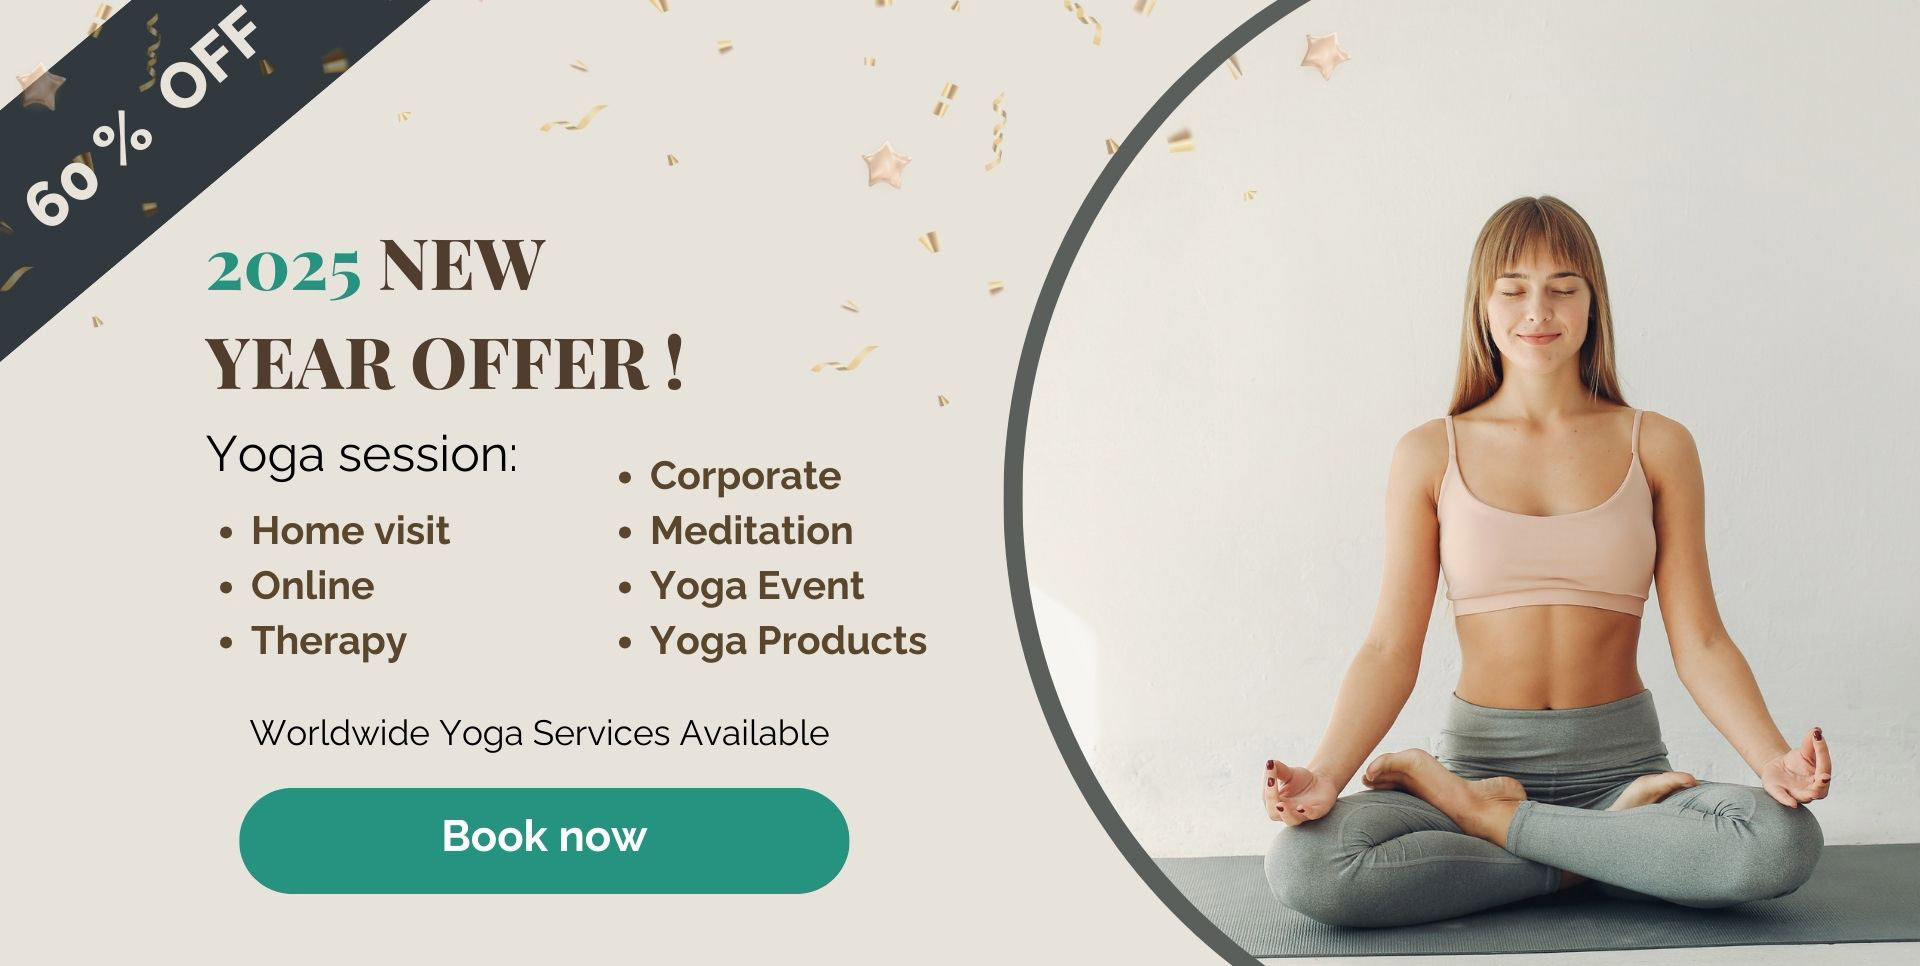 60 % OFF
2025 NEW
YEAR OFFER !
Yoga session:
• Home visit
• Online
• Therapy
• Corporate
• Meditation
• Yoga Event
• Yoga Products
Worldwide Yoga Services Available
Book now